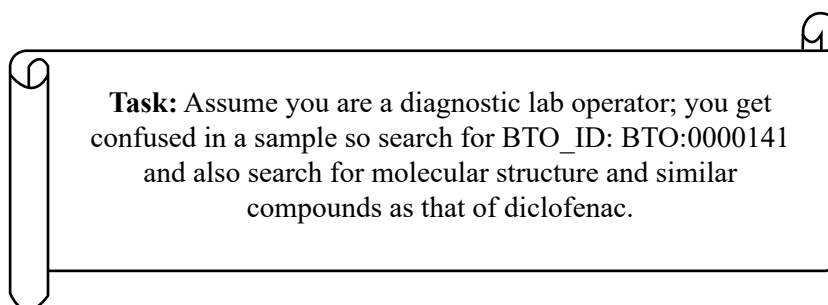 Task: Assume you are a diagnostic lab operator; you get
confused in a sample so search for BTO_ID: BTO:0000141
and also search for molecular structure and similar
compounds as that of diclofenac.